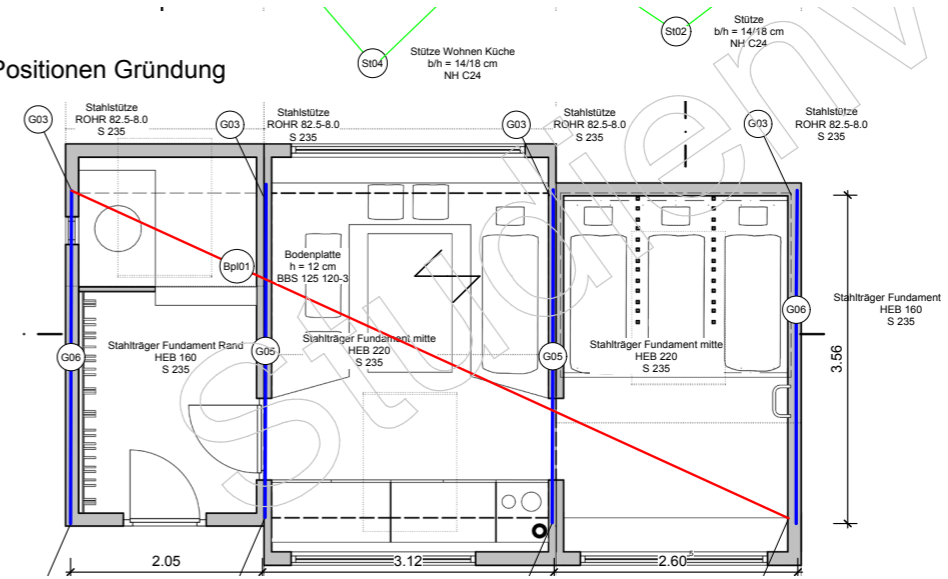 St04
Stütze Wohnen Küche
b/h = 14/18 cm
NH C24
St02
Stütze
b/h = 14/18 cm
NH C24
Positionen Gründung
G03
Stahlstütze
ROHR 82.5-8.0
S 235
G03
Stahlstütze
ROHR 82.5-8.0
S 235
G03
Stahlstütze
ROHR 82.5-8.0
S 235
G03
Stahlstütze
ROHR 82.5-8.0
S 235
Bpl01
Bodenplatte
h = 12 cm
BBS 125 120-3
G06
Stahlträger Fundament
HEB 160
S 235
G06
Stahlträger Fundament Rand
HEB 160
S 235
G05
Stahlträger Fundament mitte
HEB 220
S 235
G05
Stahlträger Fundament mitte
HEB 220
S 235
3.56
2.05
3.12
2.60⁵
Studienv